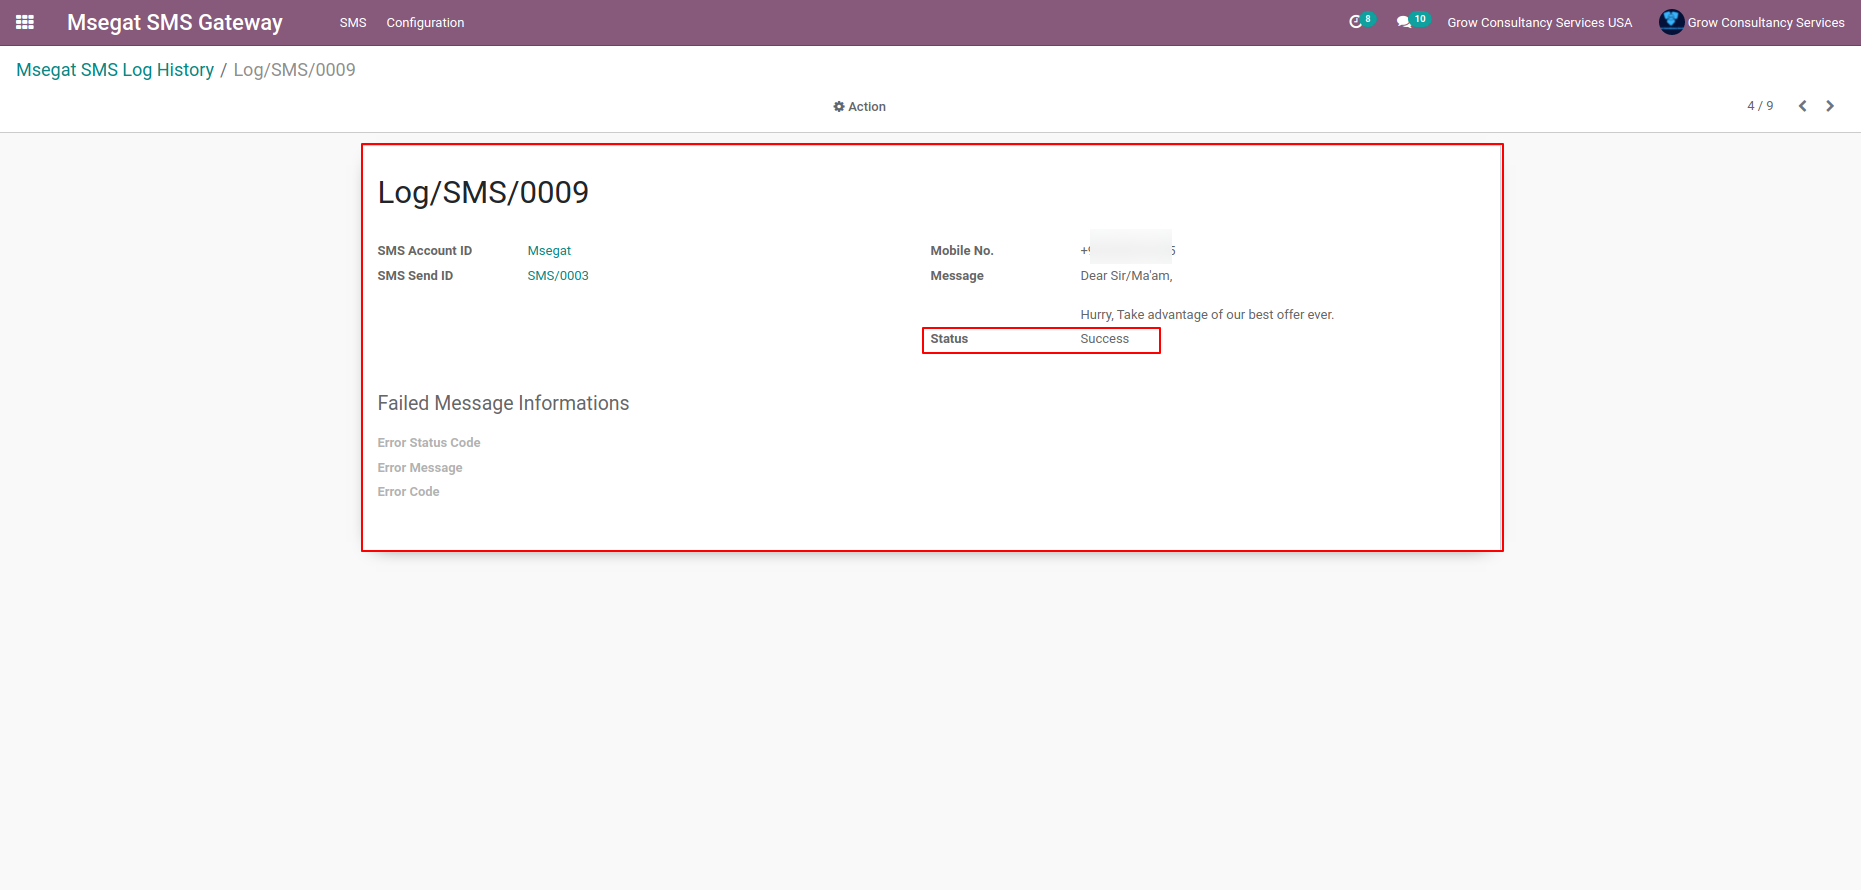 Msegat SMS Gateway SMS Configuration 8 10 Grow Consultancy Services USA Grow Consultancy Services
Msegat SMS Log History / Log/SMS/0009
Action 4 / 9
Log/SMS/0009
SMS Account ID Msegat Mobile No.
SMS Send ID SMS/0003 Message Dear Sir/Ma'am,
Hurry, Take advantage of our best offer ever.
Status Success
Failed Message Informations
Error Status Code
Error Message
Error Code